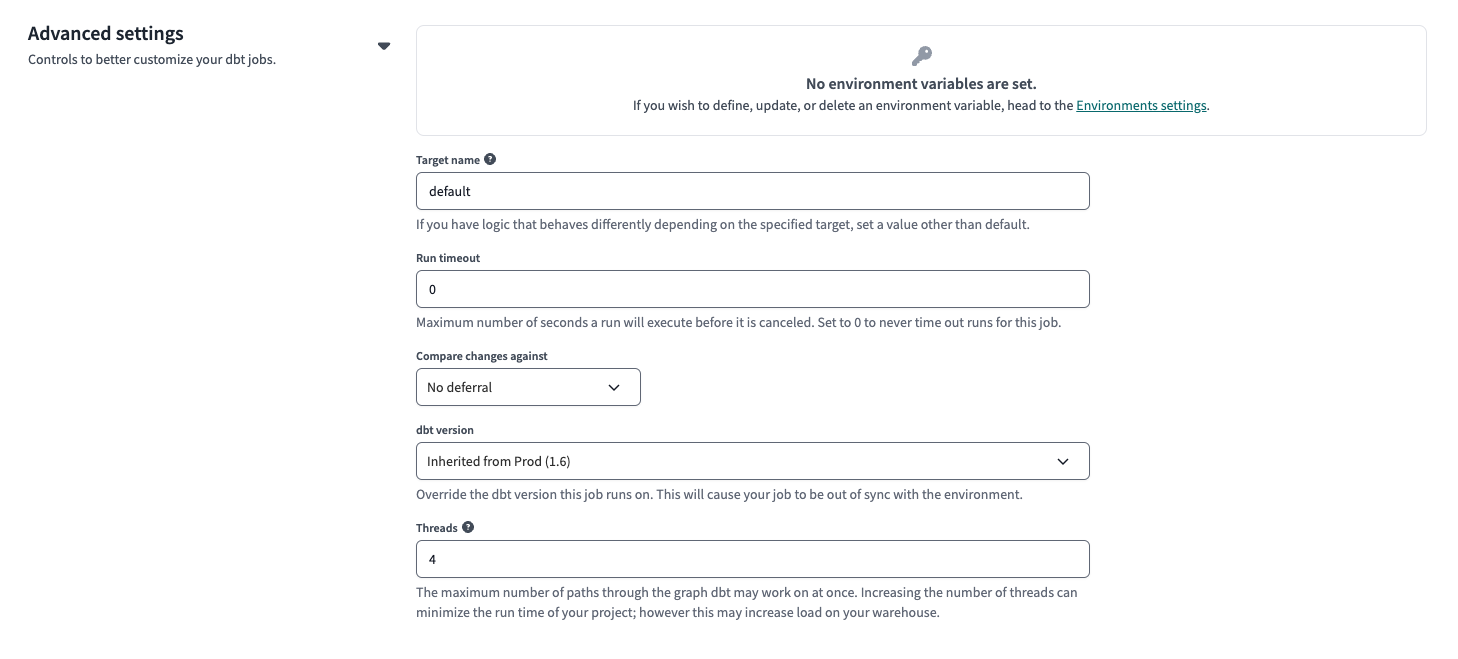 Advanced settings
Controls to better customize your dbt jobs.
No environment variables are set.
If you wish to define, update, or delete an environment variable, head to the Environments settings.
Target name ?
default
If you have logic that behaves differently depending on the specified target, set a value other than default.
Run timeout
0
Maximum number of seconds a run will execute before it is canceled. Set to 0 to never time out runs for this job.
Compare changes against
No deferral
dbt version
Inherited from Prod (1.6)
Override the dbt version this job runs on. This will cause your job to be out of sync with the environment.
Threads ?
4
The maximum number of paths through the graph dbt may work on at once. Increasing the number of threads can
minimize the run time of your project; however this may increase load on your warehouse.